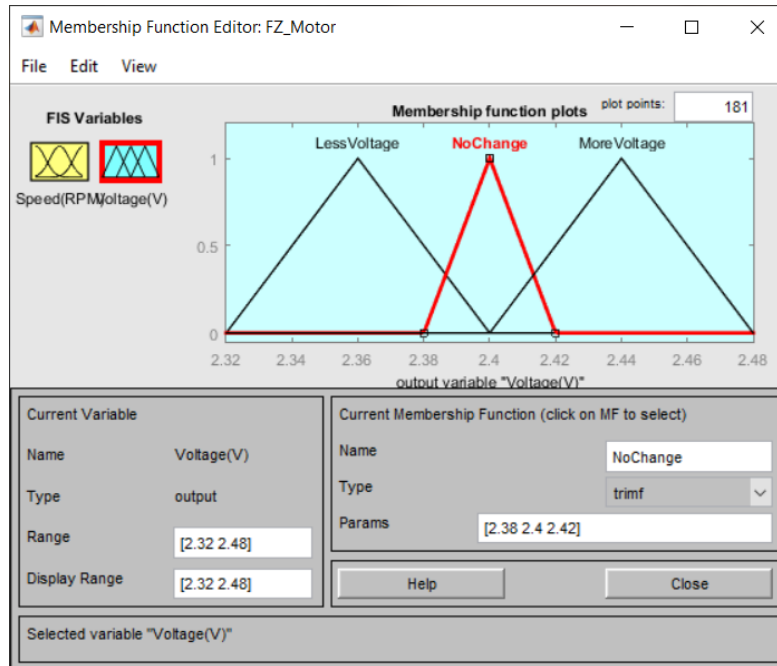 Membership Function Editor: FZ_Motor
File Edit View
FIS Variables
Speed(RPM)
Voltage(V)
Membership function plots
plot points:
181
LessVoltage
NoChange
MoreVoltage
1
0.5
0
2.32 2.34 2.36 2.38 2.4 2.42 2.44 2.46 2.48
output variable "Voltage(V)"
Current Variable
Name Voltage(V)
Type output
Range [2.32 2.48]
Display Range [2.32 2.48]
Current Membership Function (click on MF to select)
Name NoChange
Type trimf
Params [2.38 2.4 2.42]
Help Close
Selected variable "Voltage(V)"